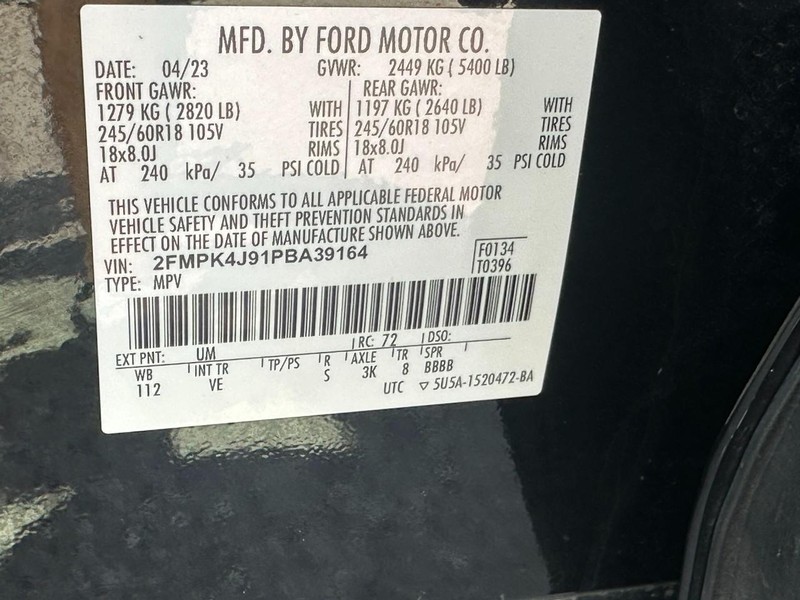 MFD. BY FORD MOTOR CO.
DATE: 04/23 GVWR: 2449 KG ( 5400 LB)
FRONT GAWR: REAR GAWR:
1279 KG ( 2820 LB) WITH 1197 KG ( 2640 LB) WITH
245/60R18 105V TIRES 245/60R18 105V TIRES
18x8.0J RIMS 18x8.0J RIMS
AT 240 kPa/ 35 PSI COLD AT 240 kPa/ 35 PSI COLD
THIS VEHICLE CONFORMS TO ALL APPLICABLE FEDERAL MOTOR
VEHICLE SAFETY AND THEFT PREVENTION STANDARDS IN
EFFECT ON THE DATE OF MANUFACTURE SHOWN ABOVE.
VIN: 2FMPK4J91PBA39164 F0134
TYPE: MPV T0396
EXT PNT: UM RC: 72 DSO:
WB INT TR TP/PS R AXLE TR SPR
112 VE S 3K 8 BBBB
UTC ▽ 5U5A-1520472-BA